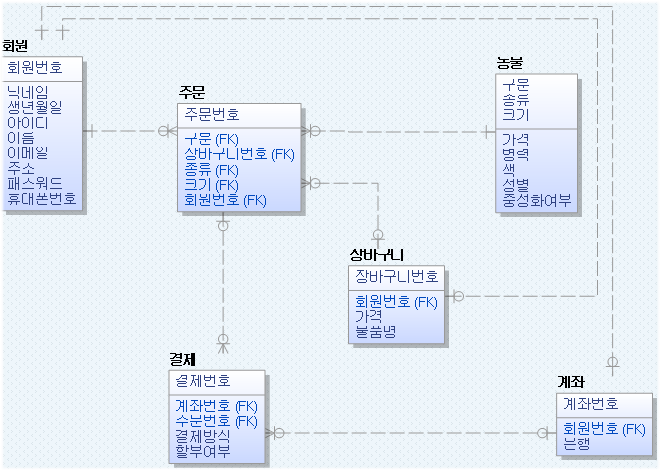 회원
회원번호
닉네임
생년월일
아이디
이름
이메일
주소
패스워드
휴대폰번호
주문
주문번호
구분 (FK)
장바구니번호 (FK)
종류 (FK)
크기 (FK)
회원번호 (FK)
동물
구분
종류
크기
가격
병력
색
성별
중성화여부
장바구니
장바구니번호
회원번호 (FK)
가격
물품명
결제
결제번호
계좌번호 (FK)
주문번호 (FK)
결제방식
할부여부
계좌
계좌번호
회원번호 (FK)
은행